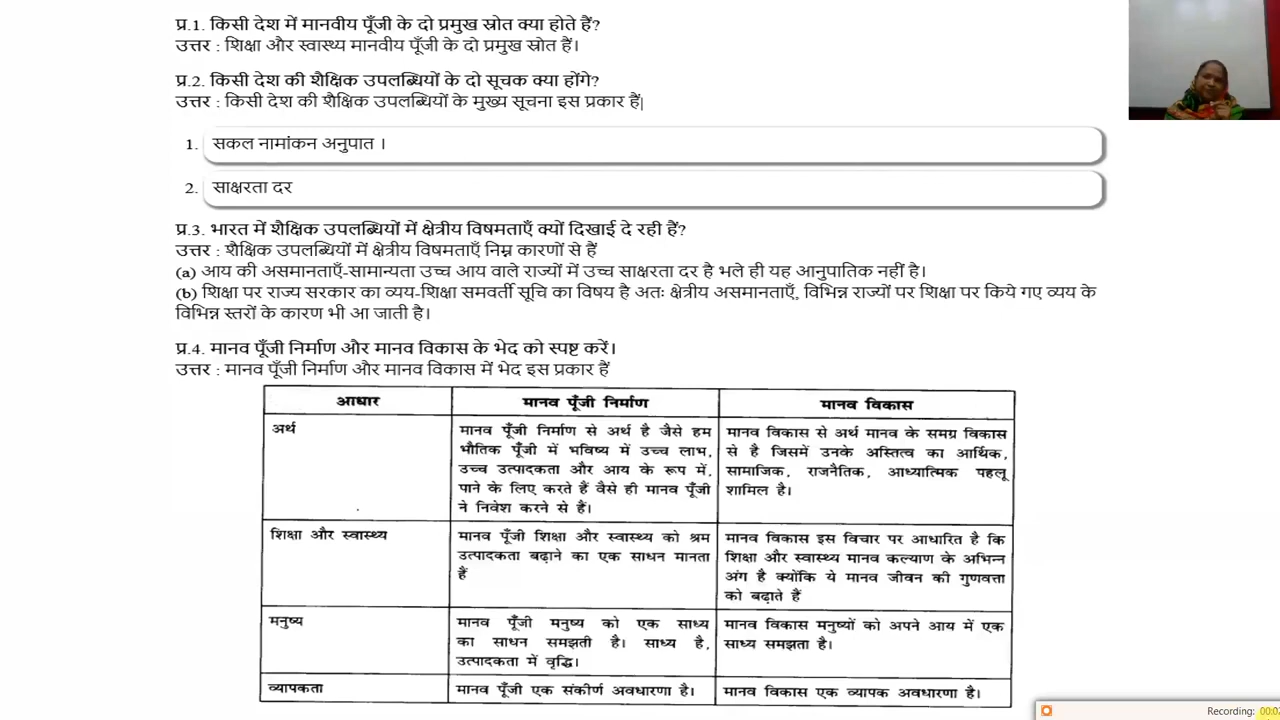 प्र.1. किसी देश में मानवीय पूँजी के दो प्रमुख स्रोत क्या होते हैं?
उत्तर : शिक्षा और स्वास्थ्य मानवीय पूँजी के दो प्रमुख स्रोत हैं।
प्र.2. किसी देश की शैक्षिक उपलब्धियों के दो सूचक क्या होंगे?
उत्तर : किसी देश की शैक्षिक उपलब्धियों के मुख्य सूचना इस प्रकार हैं|
1. सकल नामांकन अनुपात ।
2. साक्षरता दर
प्र.3. भारत में शैक्षिक उपलब्धियों में क्षेत्रीय विषमताएँ क्यों दिखाई दे रही हैं?
उत्तर : शैक्षिक उपलब्धियों में क्षेत्रीय विषमताएँ निम्न कारणों से हैं
(a) आय की असमानताएँ-सामान्यता उच्च आय वाले राज्यों में उच्च साक्षरता दर है भले ही यह आनुपातिक नहीं है।
(b) शिक्षा पर राज्य सरकार का व्यय-शिक्षा समवर्ती सूचि का विषय है अतः क्षेत्रीय असमानताएँ, विभिन्न राज्यों पर शिक्षा पर किये गए व्यय के
विभिन्न स्तरों के कारण भी आ जाती है।
प्र.4. मानव पूँजी निर्माण और मानव विकास के भेद को स्पष्ट करें।
उत्तर : मानव पूँजी निर्माण और मानव विकास में भेद इस प्रकार हैं
आधार मानव पूँजी निर्माण मानव विकास
अर्थ
मानव पूँजी निर्माण से अर्थ है जैसे हम
भौतिक पूँजी में भविष्य में उच्च लाभ,
उच्च उत्पादकता और आय के रूप में,
पाने के लिए करते हैं वैसे ही मानव पूँजी
ने निवेश करने से हैं।
मानव विकास से अर्थ मानव के समग्र विकास
से है जिसमें उनके अस्तित्व का आर्थिक,
सामाजिक, राजनैतिक, आध्यात्मिक पहलू
शामिल है।
शिक्षा और स्वास्थ्य
मानव पूँजी शिक्षा और स्वास्थ्य को श्रम
उत्पादकता बढ़ाने का एक साधन मानता
हैं
मानव विकास इस विचार पर आधारित है कि
शिक्षा और स्वास्थ्य मानव कल्याण के अभिन्न
अंग है क्योंकि ये मानव जीवन की गुणवत्ता
को बढ़ाते हैं
मनुष्य
मानव पूँजी मनुष्य को एक साध्य
का साधन समझती है। साध्य है,
उत्पादकता में वृद्धि।
मानव विकास मनुष्यों को अपने आय में एक
साध्य समझता है।
व्यापकता
मानव पूँजी एक संकीर्ण अवधारणा है।
मानव विकास एक व्यापक अवधारणा है।
Recording: 00:0